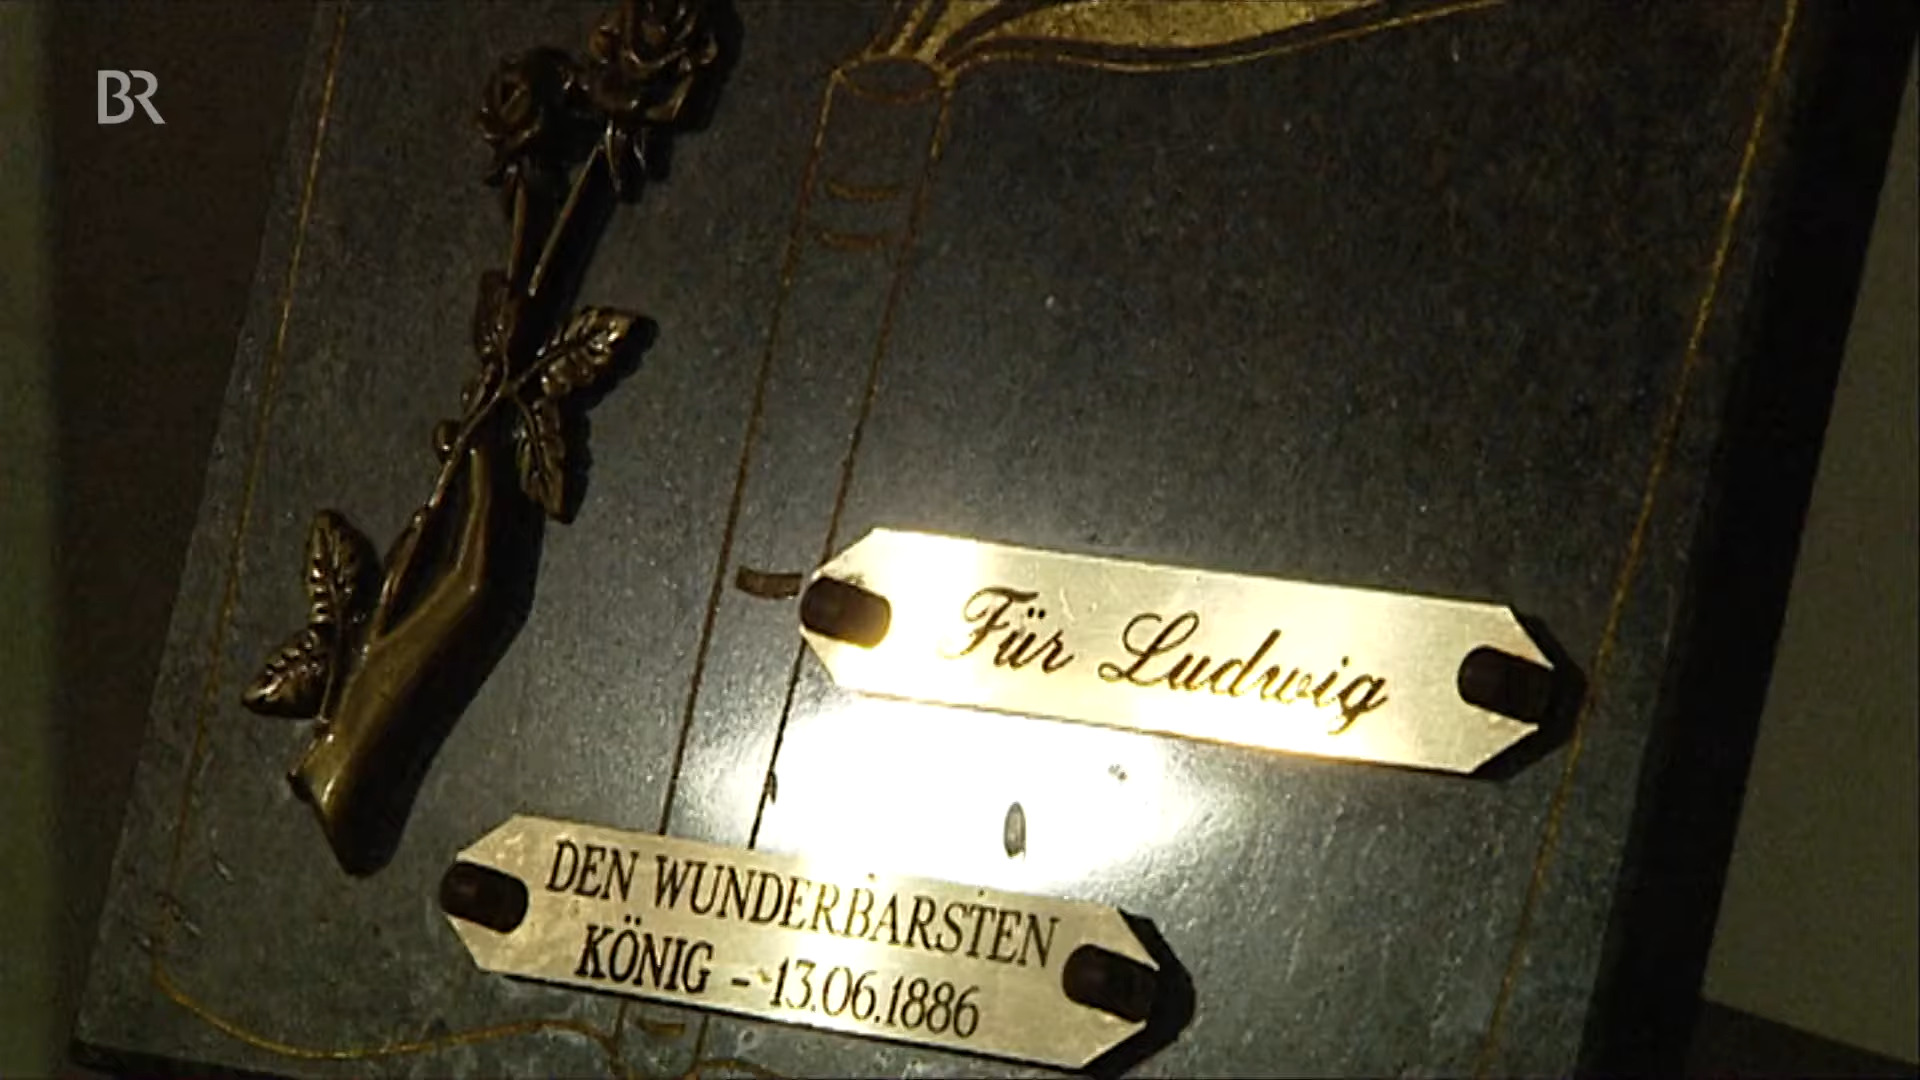 BR
Für Ludwig
DEN WUNDERBARSTEN
KÖNIG - 13.06.1886